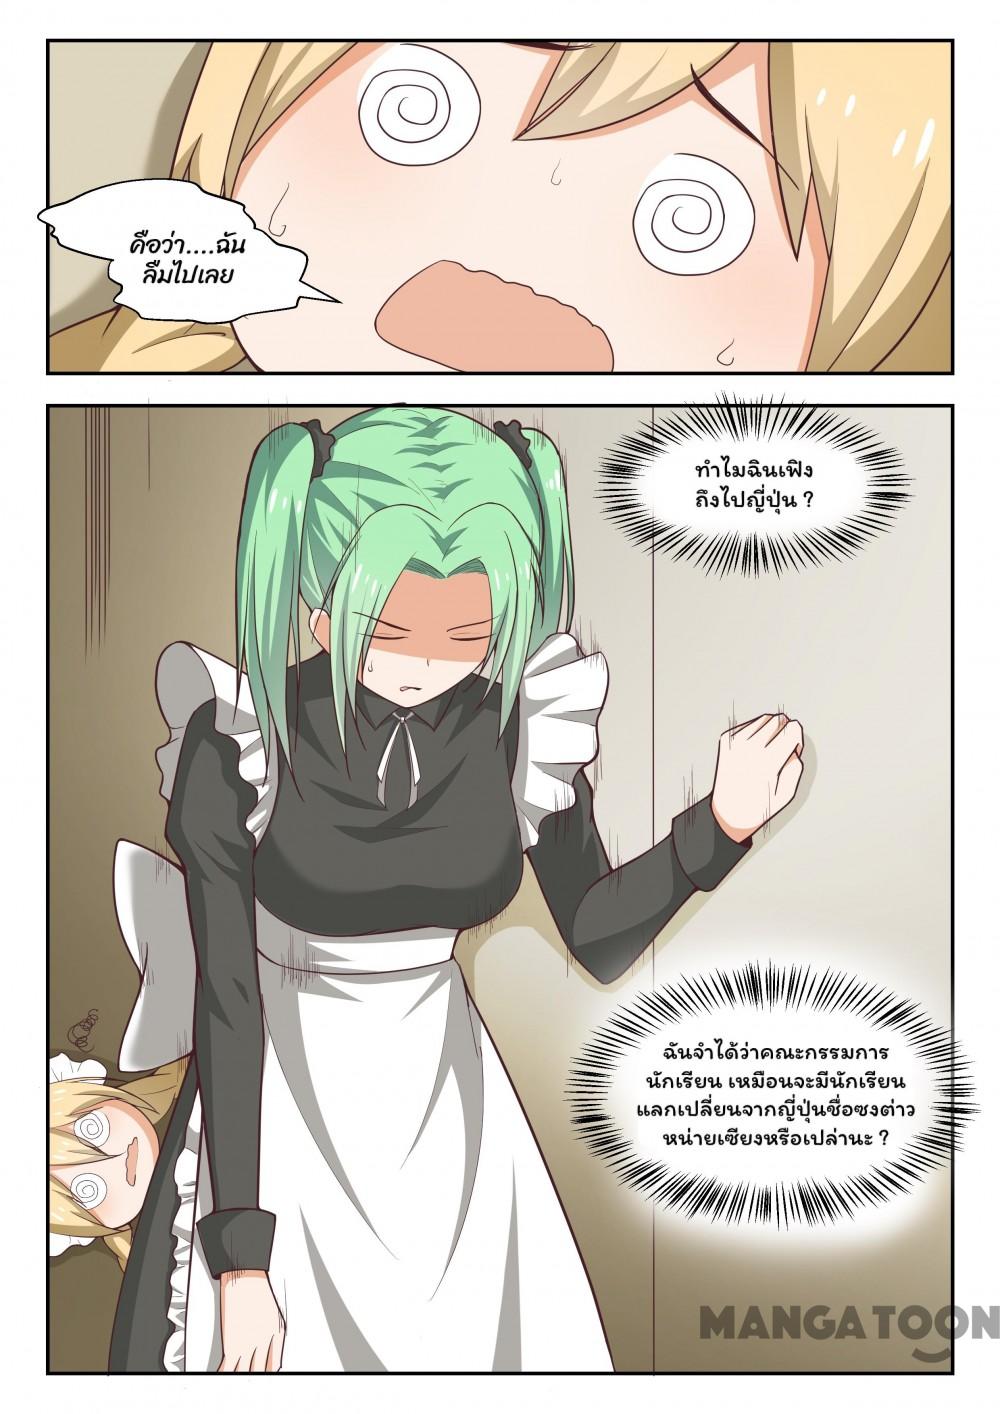 คือว่า....ฉัน
ลืมไปเลย
ทำไมฉินเฟิง
ถึงไปญี่ปุ่น ?
ฉันจำได้ว่าคณะกรรมการ
นักเรียน เหมือนจะมีนักเรียน
แลกเปลี่ยนจากญี่ปุ่นชื่อซงต่าว
หน่ายเซียงหรือเปล่านะ ?
MANGATOON